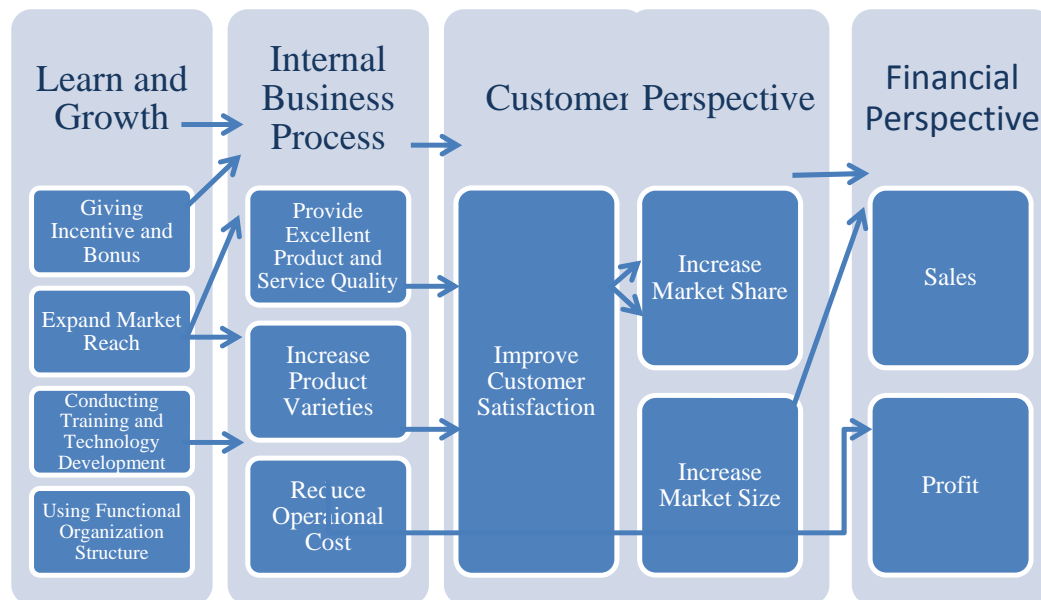 Learn and
Growth
Giving
Incentive and
Bonus
Expand Market
Reach
Conducting
Training and
Technology
Development
Using Functional
Organization
Structure
Internal
Business
Process
Provide
Excellent
Product and
Service Quality
Increase
Product
Varieties
Reduce
Operaional
Cost
Customer Perspective
Improve
Customer
Satisfaction
Increase
Market Share
Increase
Market Size
Financial
Perspective
Sales
Profit